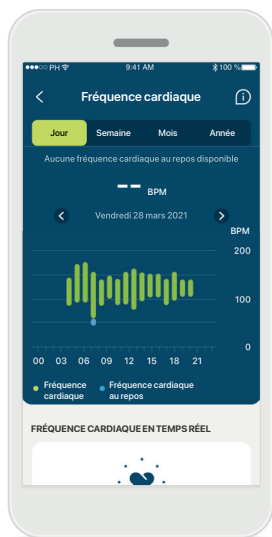 PH 9:41 AM 100 %
Fréquence cardiaque
Jour Semaine Mois Année
Aucune fréquence cardiaque au repos disponible
-- BPM
Vendredi 28 mars 2021
BPM
200
100
0
00 03 06 09 12 15 18 21
Fréquence cardiaque
Fréquence cardiaque au repos
FRÉQUENCE CARDIAQUE EN TEMPS RÉEL